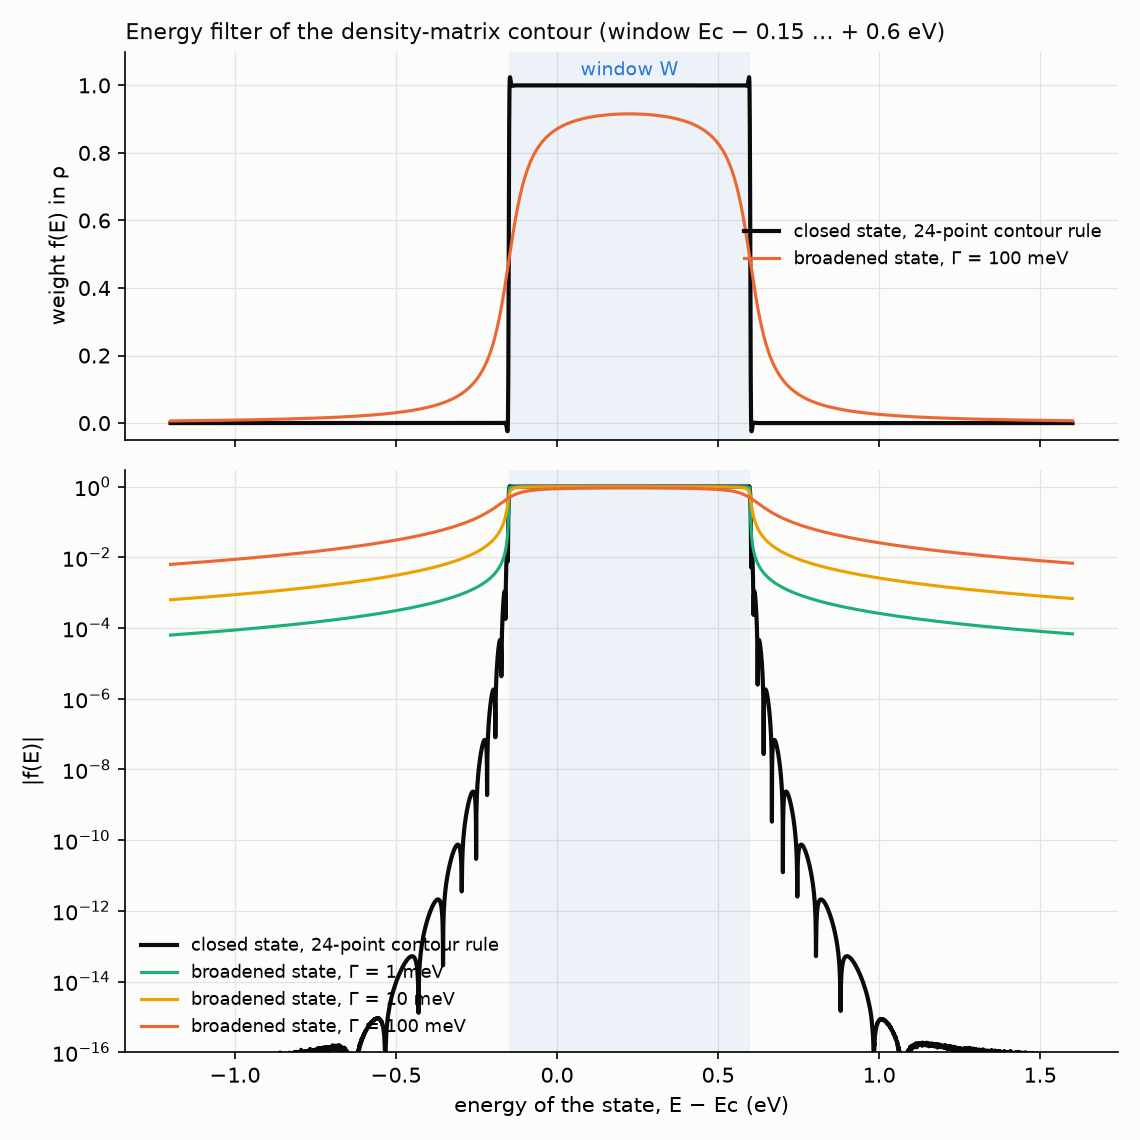 Energy filter of the density-matrix contour (window Ec − 0.15 ... + 0.6 eV)
window W
1.0
0.8
0.6
0.4
0.2
0.0
weight f(E) in ρ
closed state, 24-point contour rule
broadened state, Γ = 100 meV
10⁰
10⁻²
10⁻⁴
10⁻⁶
10⁻⁸
10⁻¹⁰
10⁻¹²
10⁻¹⁴
10⁻¹⁶
|f(E)|
closed state, 24-point contour rule
broadened state, Γ = 1 meV
broadened state, Γ = 10 meV
broadened state, Γ = 100 meV
−1.0 −0.5 0.0 0.5 1.0 1.5
energy of the state, E − Ec (eV)